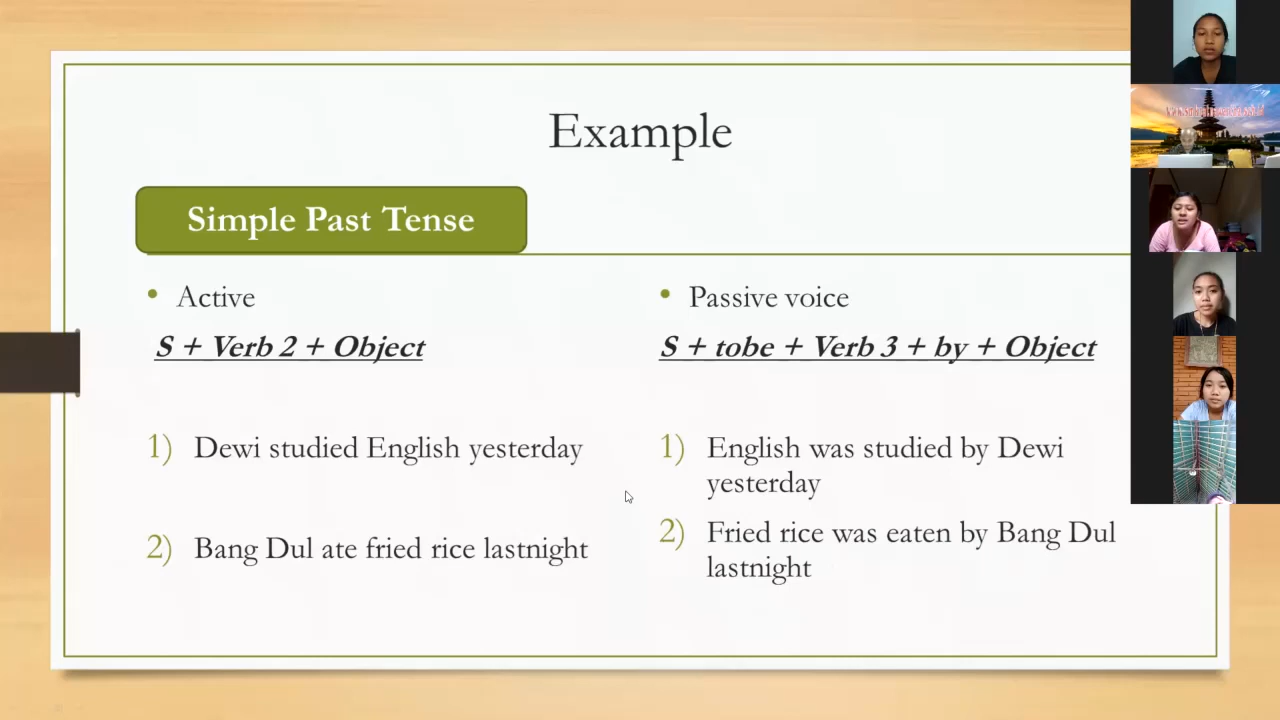 Example
Simple Past Tense
• Active
S + Verb 2 + Object
1) Dewi studied English yesterday
2) Bang Dul ate fried rice lastnight
• Passive voice
S + tobe + Verb 3 + by + Object
1) English was studied by Dewi
yesterday
2) Fried rice was eaten by Bang Dul
lastnight